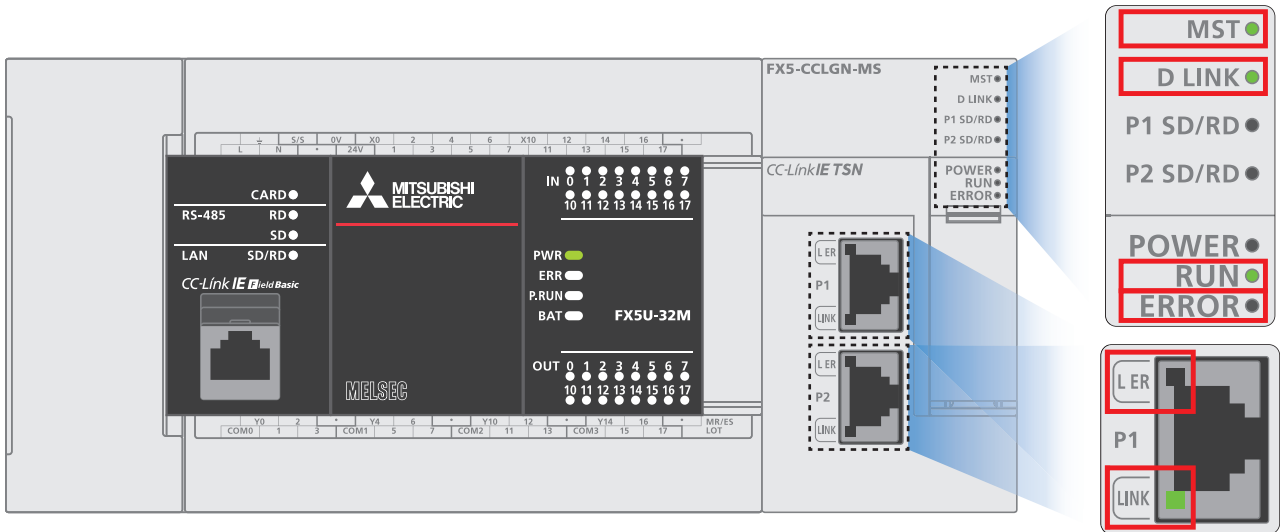 FX5-CCLGN-MS
MST
D LINK
P1 SD/RD
P2 SD/RD
CC-Link IE TSN
POWER
RUN
ERROR
L ER
P1
LINK
L ER
P2
LINK
S/S 0V X0 2 4 6 X10 12 14 16 •
L N • 24V 1 3 5 7 11 13 15 17
CARD
RS-485 RD
SD
LAN SD/RD
CC-Link IE Field Basic
MITSUBISHI
ELECTRIC
MELSEC
IN 0 1 2 3 4 5 6 7
10 11 12 13 14 15 16 17
PWR
ERR
P.RUN
BAT
FX5U-32M
OUT 0 1 2 3 4 5 6 7
10 11 12 13 14 15 16 17
Y0 2 • Y4 6 • Y10 12 • Y14 16 MR/ES
COM0 1 3 COM1 5 7 COM2 11 13 COM3 15 17 LOT
MST
D LINK
P1 SD/RD
P2 SD/RD
POWER
RUN
ERROR
L ER
P1
LINK